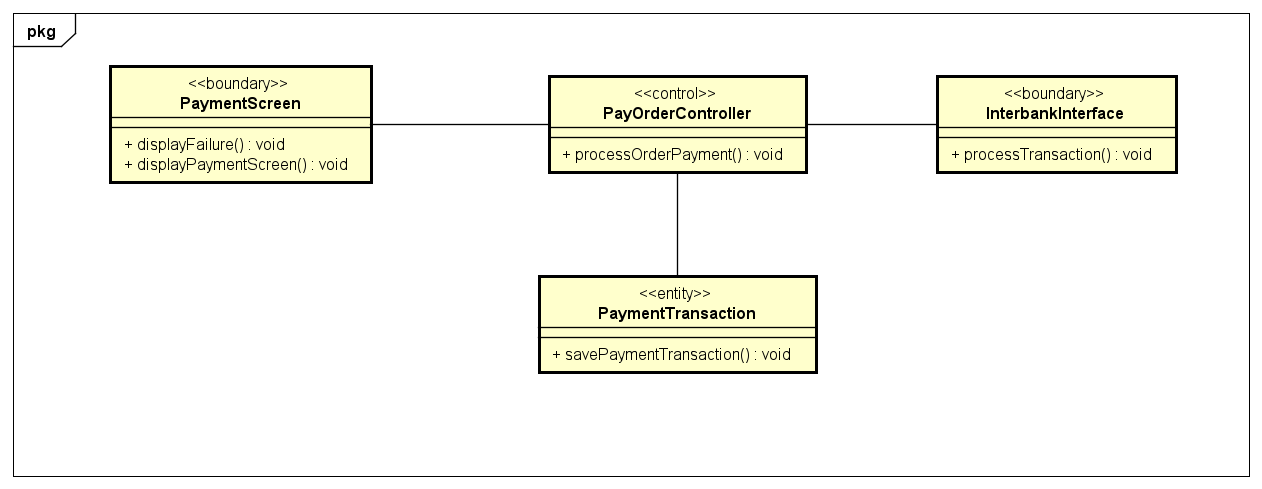 pkg
<<boundary>>
PaymentScreen
+ displayFailure() : void
+ displayPaymentScreen() : void
<<control>>
PayOrderController
+ processOrderPayment() : void
<<boundary>>
InterbankInterface
+ processTransaction() : void
<<entity>>
PaymentTransaction
+ savePaymentTransaction() : void